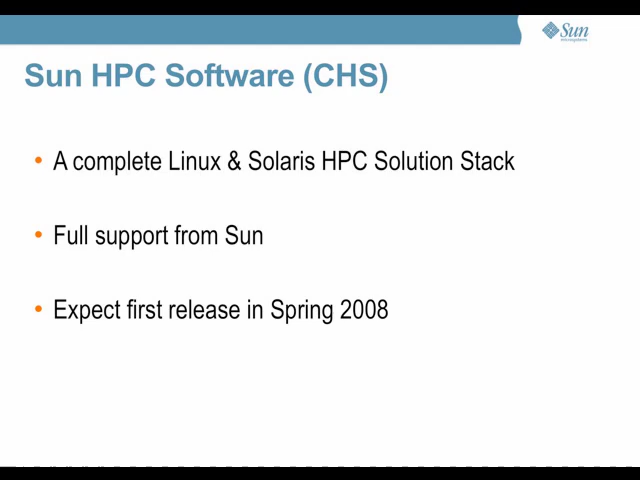 Sun
microsystems
Sun HPC Software (CHS)
• A complete Linux & Solaris HPC Solution Stack
• Full support from Sun
• Expect first release in Spring 2008